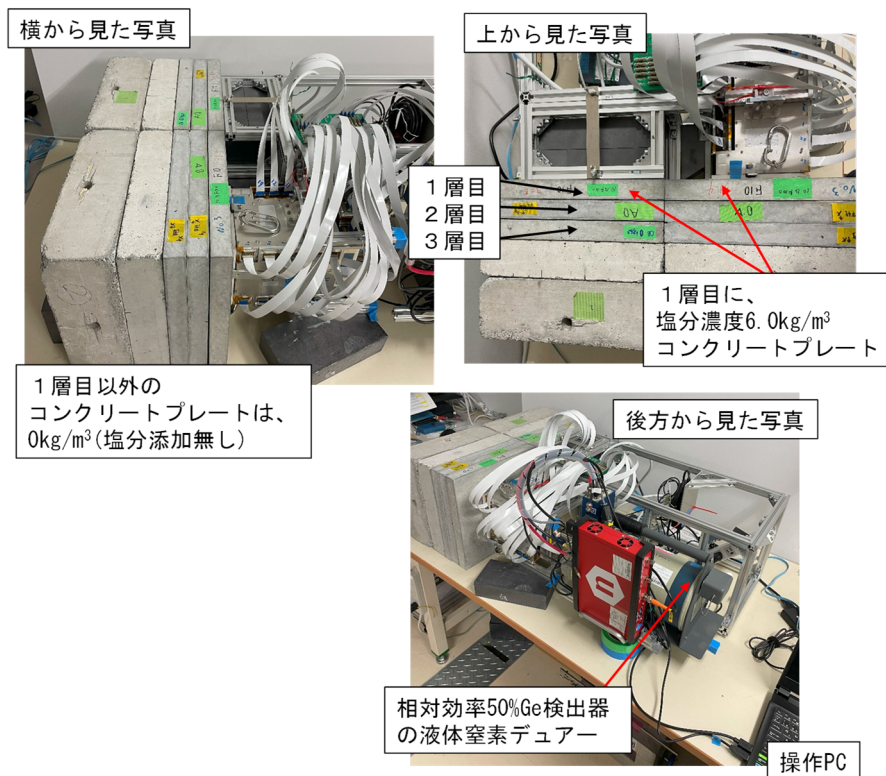 横から見た写真
上から見た写真
1層目
2層目
3層目
A0
No3
1層目に、
塩分濃度6.0kg/m³
コンクリートプレート
1層目以外の
コンクリートプレートは、
0kg/m³(塩分添加無し)
後方から見た写真
相対効率50%Ge検出器
の液体窒素デュアー
操作PC